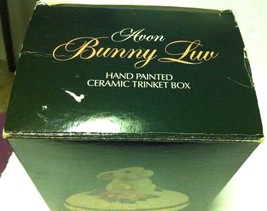 Avon
Bunny Luv
HAND PAINTED
CERAMIC TRINKET BOX